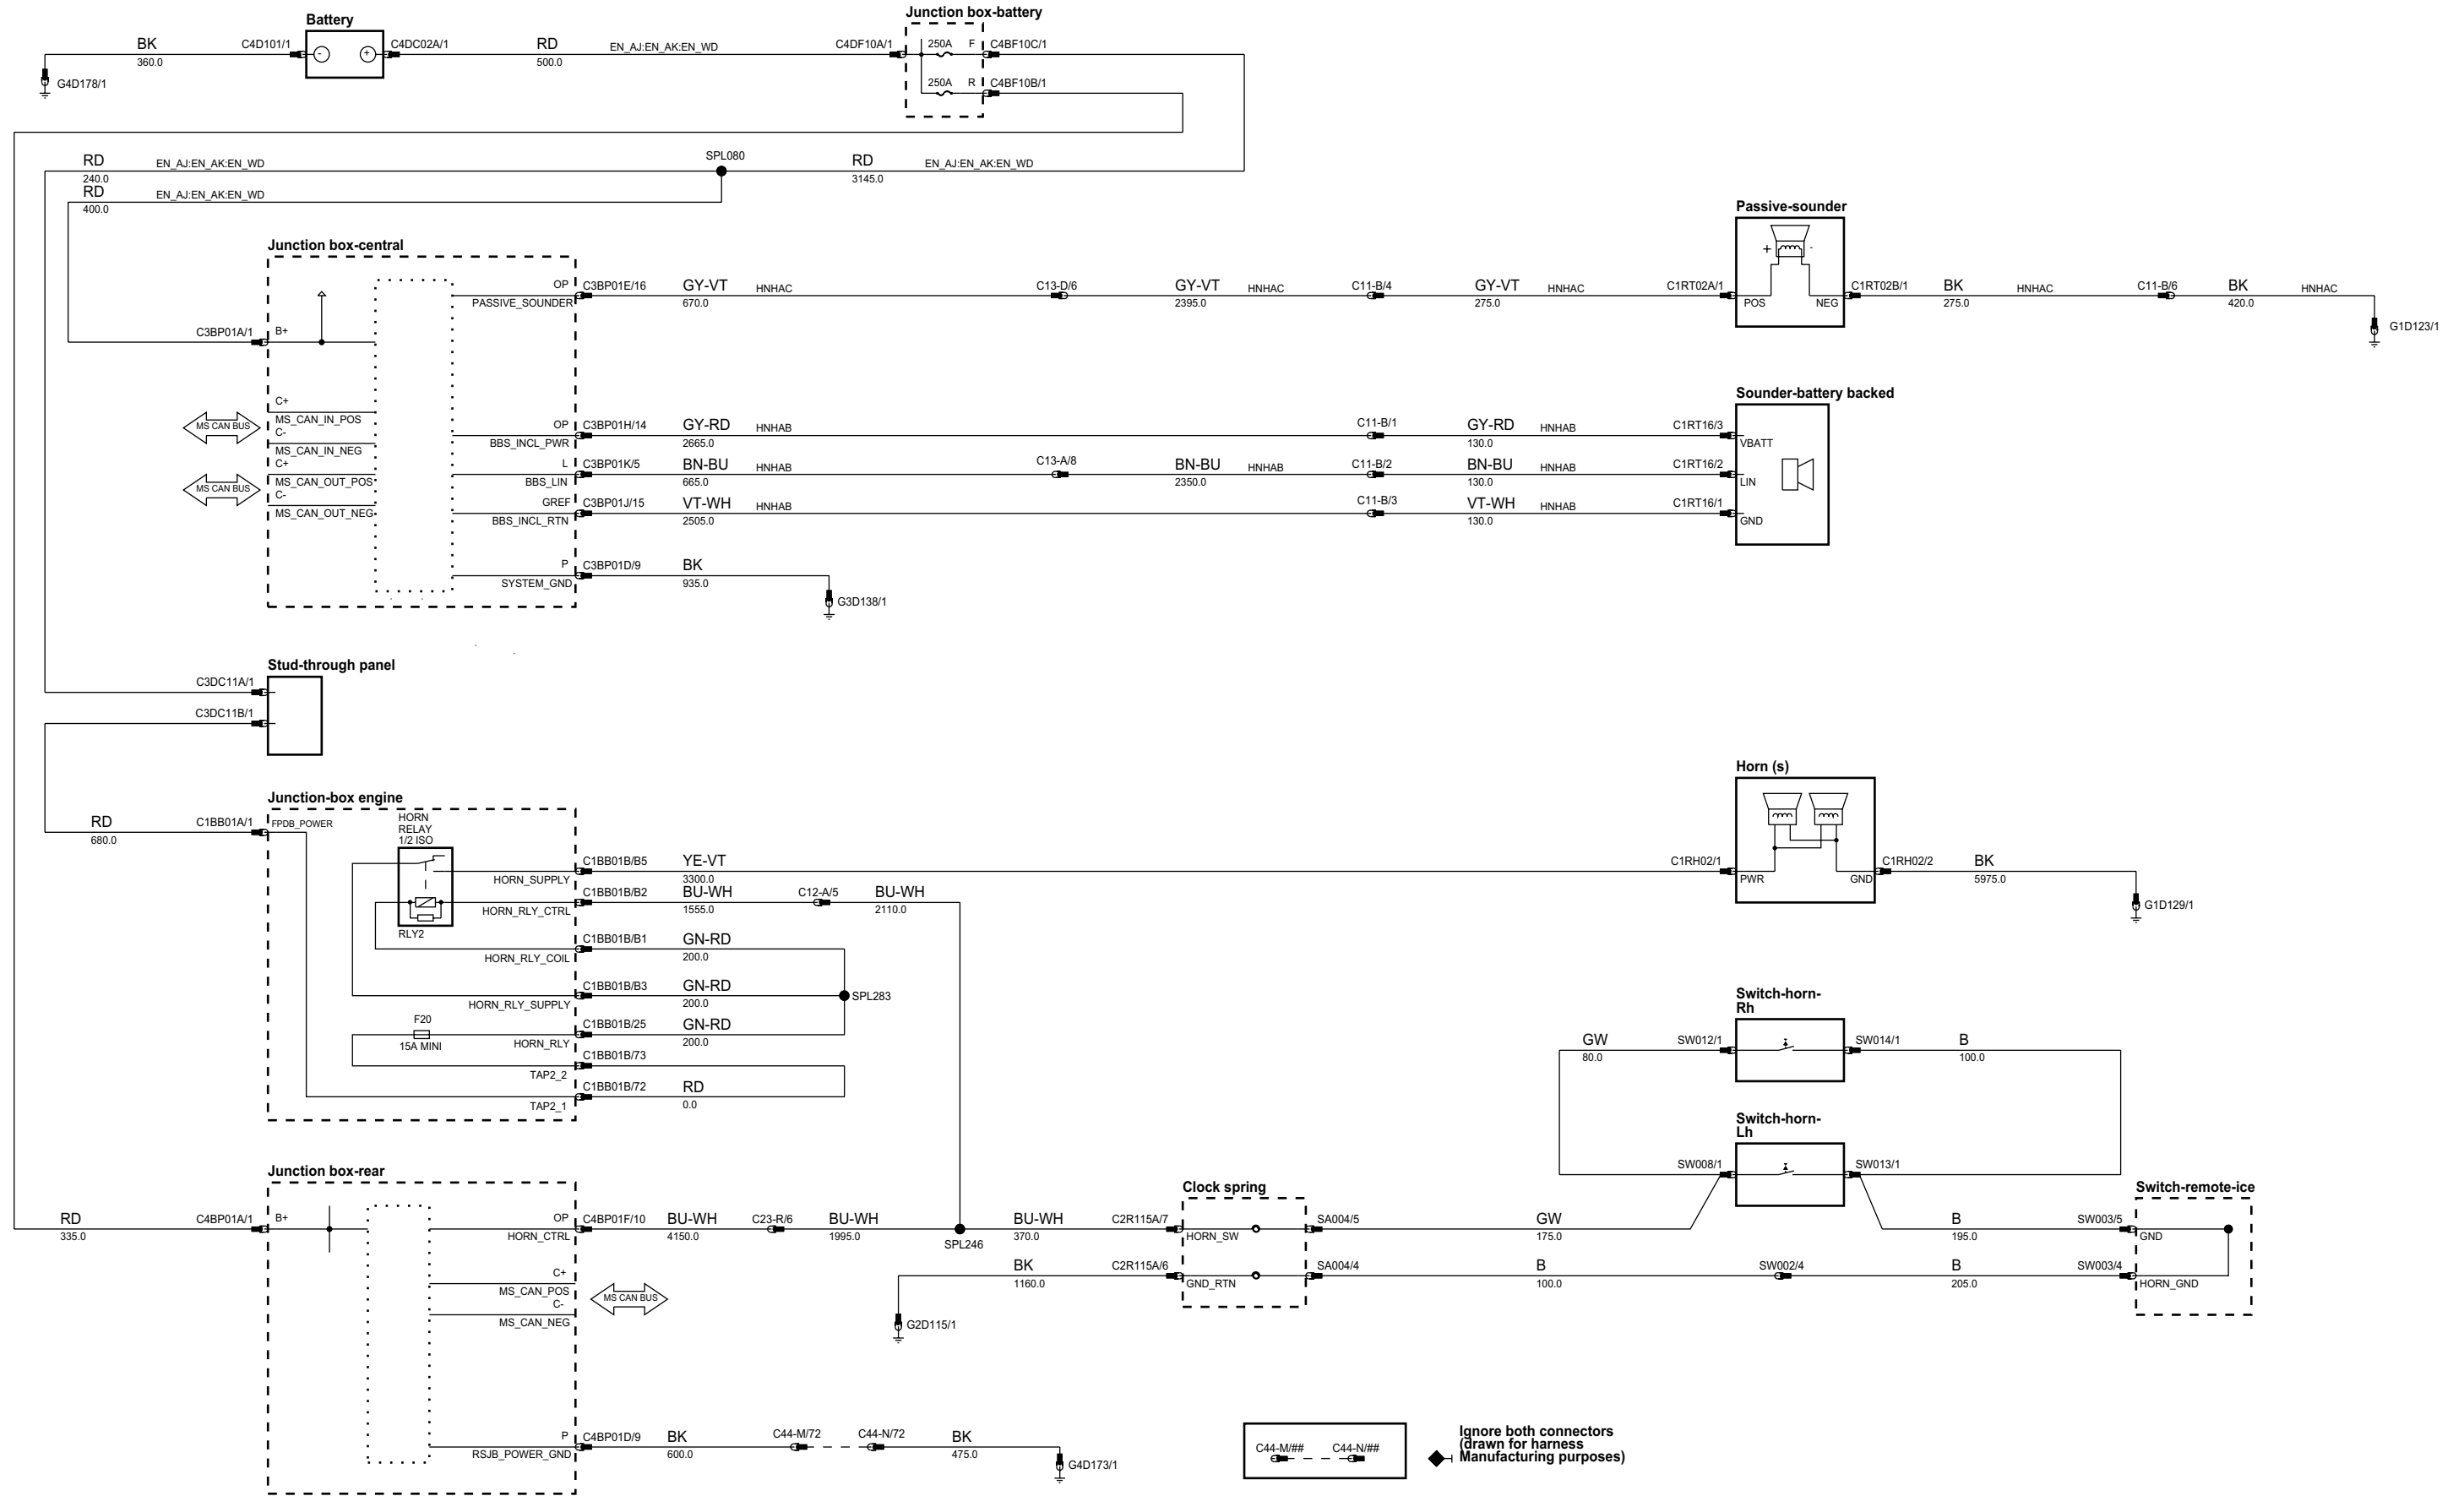 Battery
Junction box-battery
BK
C4D101/1
-
+
C4DC02A/1
RD
EN_AJ:EN_AK:EN_WD
C4DF10A/1
250A
F
C4BF10C/1
360.0
500.0
G4D178/1
250A
R
C4BF10B/1
RD
EN_AJ:EN_AK:EN_WD
SPL080
RD
EN_AJ:EN_AK:EN_WD
240.0
3145.0
RD
EN_AJ:EN_AK:EN_WD
400.0
Passive-sounder
Junction box-central
+
-
OP
C3BP01E/16
GY-VT
HNHAC
C13-D/6
GY-VT
HNHAC
C11-B/4
GY-VT
HNHAC
C1RT02A/1
C1RT02B/1
BK
HNHAC
C11-B/6
BK
HNHAC
PASSIVE_SOUNDER
670.0
2395.0
275.0
POS
NEG
275.0
420.0
G1D123/1
C3BP01A/1
B+
Sounder-battery backed
C+
MS CAN BUS
MS_CAN_IN_POS
C-
MS_CAN_IN_NEG
C+
MS CAN BUS
MS_CAN_OUT_POS
C-
MS_CAN_OUT_NEG
OP
C3BP01H/14
GY-RD
HNHAB
C11-B/1
GY-RD
HNHAB
C1RT16/3
BBS_INCL_PWR
2665.0
130.0
VBATT
L
C3BP01K/5
BN-BU
HNHAB
C13-A/8
BN-BU
HNHAB
C11-B/2
BN-BU
HNHAB
C1RT16/2
BBS_LIN
665.0
2350.0
130.0
LIN
GREF
C3BP01J/15
VT-WH
HNHAB
C11-B/3
VT-WH
HNHAB
C1RT16/1
BBS_INCL_RTN
2505.0
130.0
GND
P
C3BP01D/9
BK
SYSTEM_GND
935.0
G3D138/1
Stud-through panel
C3DC11A/1
C3DC11B/1
Horn (s)
Junction-box engine
RD
C1BB01A/1
FPDB_POWER
680.0
HORN
RELAY
1/2 ISO
RLY2
C1BB01B/B5
YE-VT
C1RH02/1
C1RH02/2
BK
HORN_SUPPLY
3300.0
PWR
GND
5975.0
G1D129/1
C1BB01B/B2
BU-WH
C12-A/5
BU-WH
HORN_RLY_CTRL
1555.0
2110.0
C1BB01B/B1
GN-RD
HORN_RLY_COIL
200.0
C1BB01B/B3
GN-RD
SPL283
HORN_RLY_SUPPLY
200.0
F20
C1BB01B/25
GN-RD
15A MINI
HORN_RLY
200.0
C1BB01B/73
TAP2_2
C1BB01B/72
RD
TAP2_1
0.0
Switch-horn-
Rh
GW
SW012/1
SW014/1
B
80.0
100.0
Switch-horn-
Lh
SW008/1
SW013/1
Junction box-rear
Clock spring
Switch-remote-ice
RD
C4BP01A/1
B+
335.0
OP
C4BP01F/10
BU-WH
C23-R/6
BU-WH
SPL246
BU-WH
C2R115A/7
SA004/5
GW
B
SW003/5
HORN_CTRL
4150.0
1995.0
370.0
HORN_SW
175.0
195.0
GND
BK
C2R115A/6
SA004/4
B
SW002/4
B
SW003/4
1160.0
GND_RTN
100.0
205.0
HORN_GND
G2D115/1
C+
MS_CAN_POS
C-
MS_CAN_NEG
MS CAN BUS
P
C4BP01D/9
BK
C44-M/72
C44-N/72
BK
RSJB_POWER_GND
600.0
475.0
G4D173/1
C44-M/##
C44-N/##
Ignore both connectors
(drawn for harness
Manufacturing purposes)